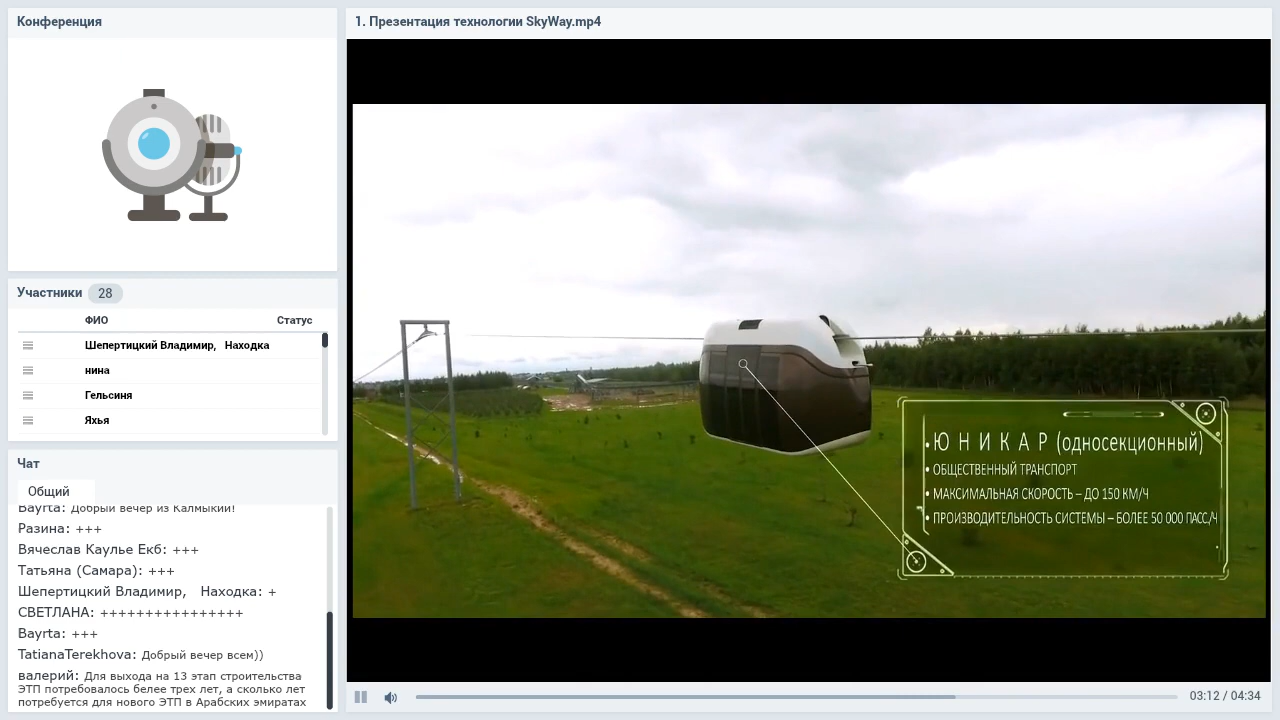 Конференция
1. Презентация технологии SkyWay.mp4
Участники 28
ФИО Статус
Шепертицкий Владимир, Находка
нина
Гельсиня
Яхья
Чат
Общий
Bayrta: Добрый вечер из Калмыкии!
Разина: +++
Вячеслав Каулье Екб: +++
Татьяна (Самара): +++
Шепертицкий Владимир, Находка: +
СВЕТЛАНА: ++++++++++++++++
Bayrta: +++
TatianaTerekhova: Добрый вечер всем))
валерий: Для выхода на 13 этап строительства
ЭТП потребовалось более трех лет, а сколько лет
потребуется для нового ЭТП в Арабских эмиратах
• Ю Н И К А Р (односекционный)
• ОБЩЕСТВЕННЫЙ ТРАНСПОРТ
• МАКСИМАЛЬНАЯ СКОРОСТЬ – ДО 150 КМ/Ч
• ПРОИЗВОДИТЕЛЬНОСТЬ СИСТЕМЫ – БОЛЕЕ 50 000 ПАСС./Ч
03:12 / 04:34